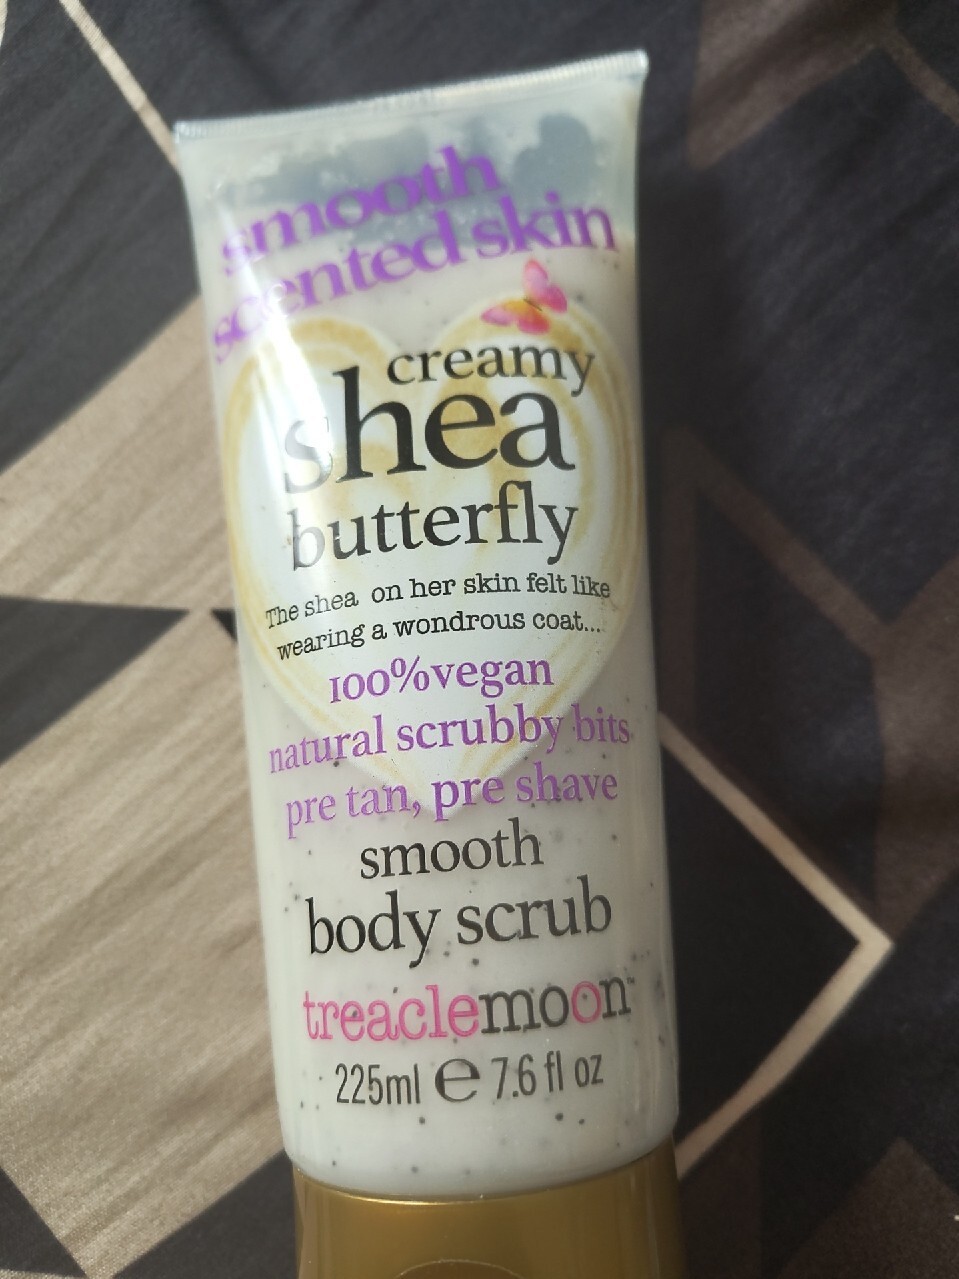 smooth
scented skin
creamy
shea
butterfly
The shea on her skin felt like
wearing a wondrous coat...
100%vegan
natural scrubby bits
pre tan, pre shave
smooth
body scrub
treaclemoon™
225ml ℮ 7.6 fl oz